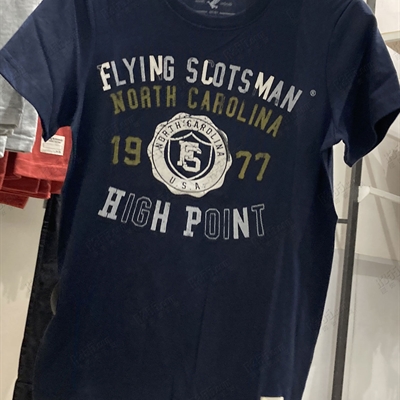 FLYING SCOTSMAN ®
NORTH CAROLINA
19 77
NORTH CAROLINA
FS
U.S.A
HIGH POINT